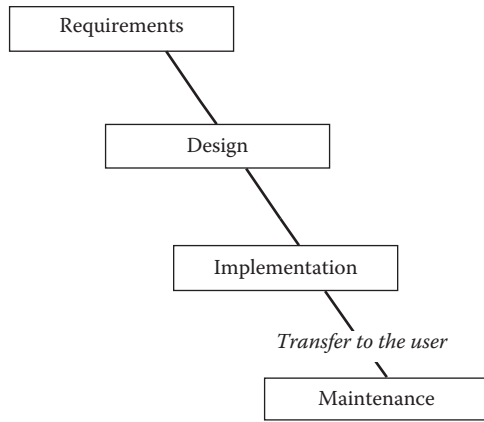 Requirements
Design
Implementation
Transfer to the user
Maintenance